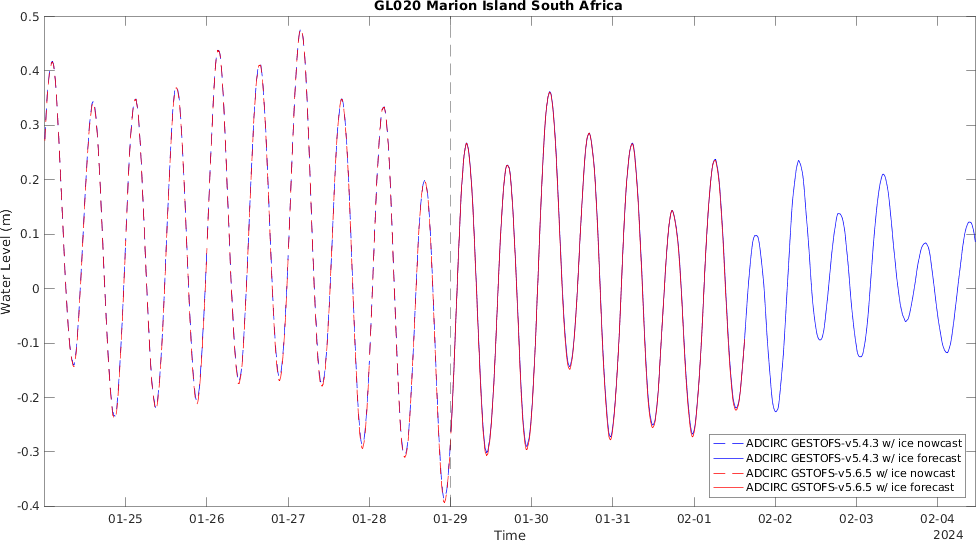 GL020 Marion Island South Africa
0.5
0.4
0.3
0.2
0.1
0
-0.1
-0.2
-0.3
-0.4
Water Level (m)
ADCIRC GESTOFS-v5.4.3 w/ ice nowcast
ADCIRC GESTOFS-v5.4.3 w/ ice forecast
ADCIRC GSTOFS-v5.6.5 w/ ice nowcast
ADCIRC GSTOFS-v5.6.5 w/ ice forecast
01-25 01-26 01-27 01-28 01-29 01-30 01-31 02-01 02-02 02-03 02-04
Time
2024